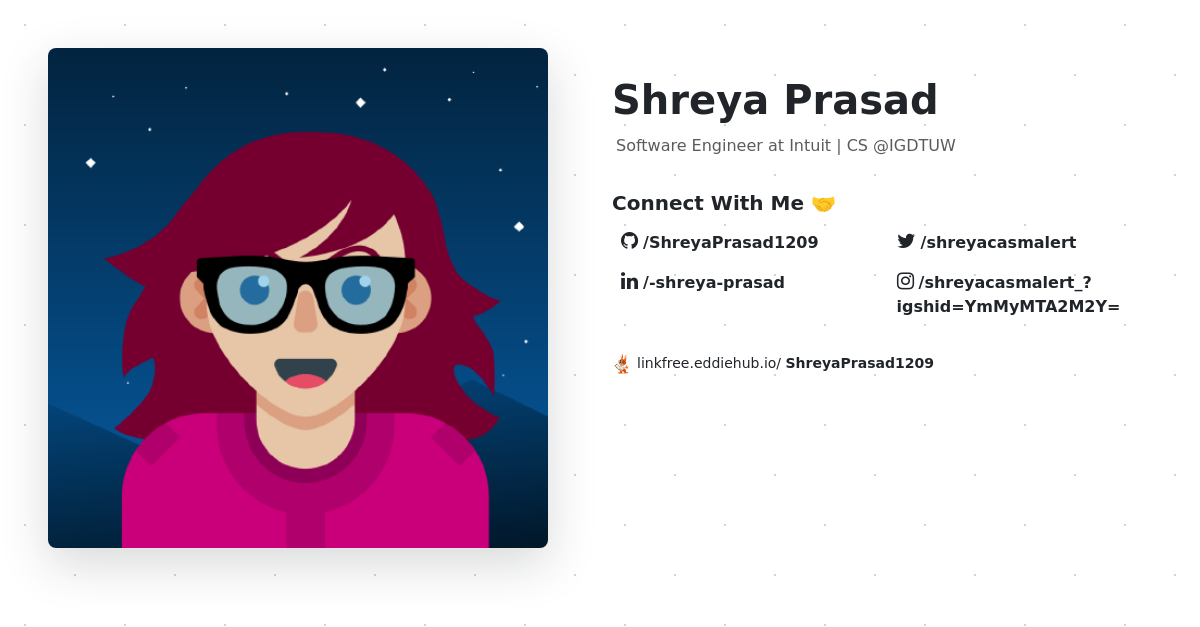 Shreya Prasad
Software Engineer at Intuit | CS @IGDTUW
Connect With Me 🤝
/ShreyaPrasad1209
/shreyacasmalert
/-shreya-prasad
/shreyacasmalert_?
igshid=YmMyMTA2M2Y=
linkfree.eddiehub.io/ ShreyaPrasad1209